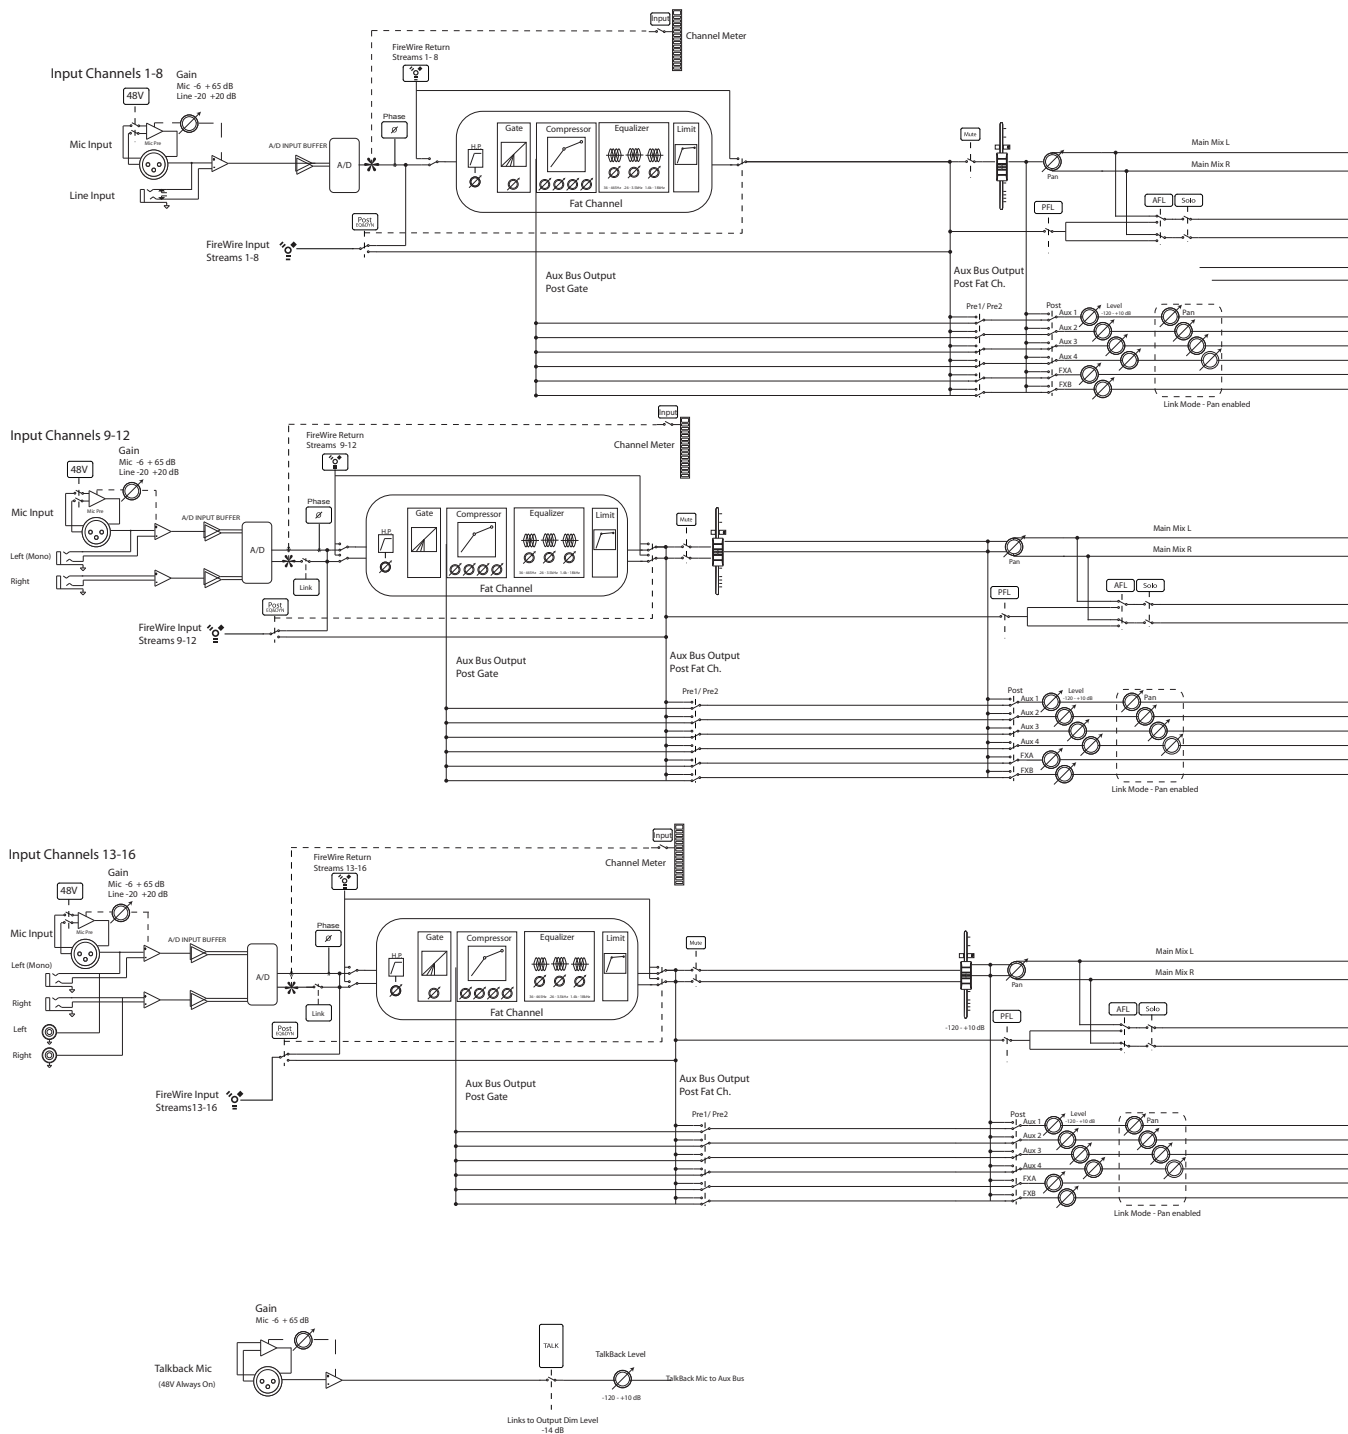 Input
Channel Meter
FireWire Return
Streams 1- 8
Input Channels 1-8
Gain
Mic -6 + 65 dB
Line -20 +20 dB
48V
Phase
Ø
Mic Input
Mic Pre
A/D INPUT BUFFER
A/D
H.P.
Gate
Compressor
Equalizer
Limit
Fat Channel
Mute
Pan
Main Mix L
Main Mix R
Line Input
Post
EQ&DYN
PFL
AFL
Solo
FireWire Input
Streams 1-8
Aux Bus Output
Post Gate
Aux Bus Output
Post Fat Ch.
Pre1/ Pre2
Post
Aux 1
Aux 2
Aux 3
Aux 4
FXA
FXB
Level
-120 - +10 dB
Pan
Link Mode - Pan enabled
Input
Channel Meter
Input Channels 9-12
FireWire Return
Streams 9-12
Gain
Mic -6 + 65 dB
Line -20 +20 dB
48V
Phase
Ø
Mic Input
Mic Pre
A/D INPUT BUFFER
A/D
Left (Mono)
Right
Link
H.P.
Gate
Compressor
Equalizer
Limit
Fat Channel
Mute
Pan
Main Mix L
Main Mix R
Post
EQ&DYN
PFL
AFL
Solo
FireWire Input
Streams 9-12
Aux Bus Output
Post Gate
Aux Bus Output
Post Fat Ch.
Pre1/ Pre2
Post
Aux 1
Aux 2
Aux 3
Aux 4
FXA
FXB
Level
-120 - +10 dB
Pan
Link Mode - Pan enabled
Input
Channel Meter
Input Channels 13-16
FireWire Return
Streams 13-16
Gain
Mic -6 + 65 dB
Line -20 +20 dB
48V
Phase
Ø
Mic Input
Mic Pre
A/D INPUT BUFFER
A/D
Left (Mono)
Right
Left
Right
Link
H.P.
Gate
Compressor
Equalizer
Limit
Fat Channel
Mute
-120 - +10 dB
Pan
Main Mix L
Main Mix R
Post
EQ&DYN
PFL
AFL
Solo
FireWire Input
Streams13-16
Aux Bus Output
Post Gate
Aux Bus Output
Post Fat Ch.
Pre1/ Pre2
Post
Aux 1
Aux 2
Aux 3
Aux 4
FXA
FXB
Level
-120 - +10 dB
Pan
Link Mode - Pan enabled
Gain
Mic -6 + 65 dB
Talkback Mic
(48V Always On)
TALK
TalkBack Level
-120 - +10 dB
TalkBack Mic to Aux Bus
Links to Output Dim Level
-14 dB